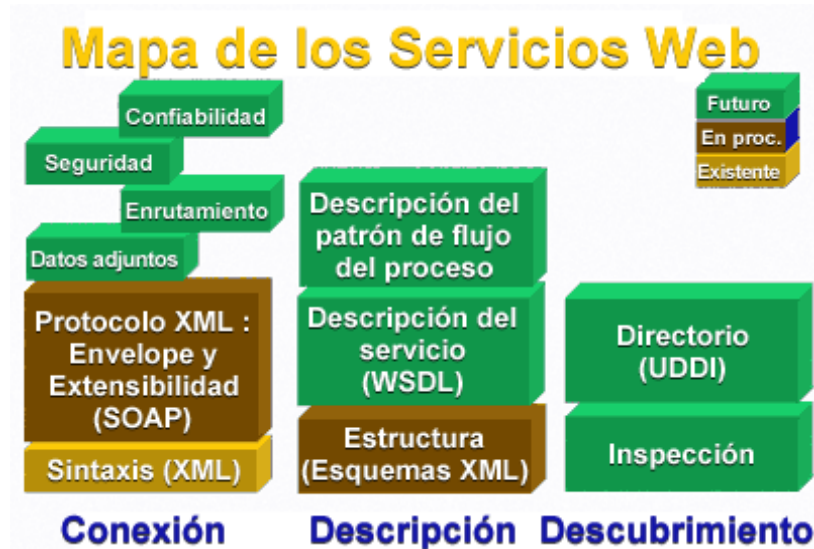 Mapa de los Servicios Web
Confiabilidad
Seguridad
Enrutamiento
Datos adjuntos
Protocolo XML :
Envelope y
Extensibilidad
(SOAP)
Sintaxis (XML)
Conexión
Descripción del
patrón de flujo
del proceso
Descripción del
servicio
(WSDL)
Estructura
(Esquemas XML)
Descripción
Futuro
En proc.
Existente
Directorio
(UDDI)
Inspección
Descubrimiento